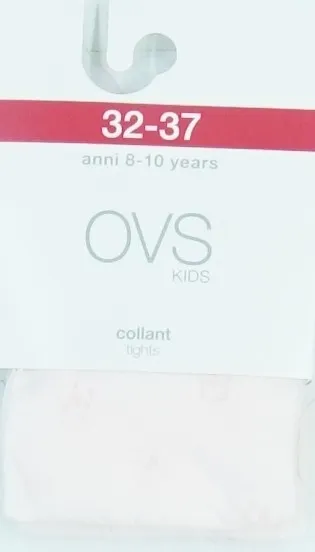 32-37
anni 8-10 years
OVS
KIDS
collant
tights